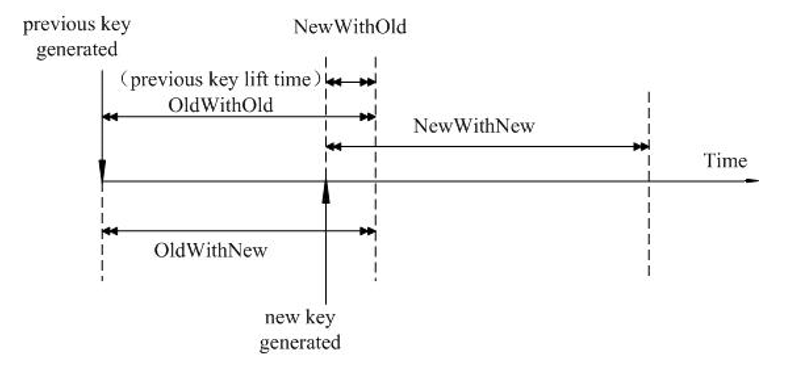 previous key
generated
NewWithOld
（previous key lift time）
OldWithOld
NewWithNew
Time
OldWithNew
new key
generated